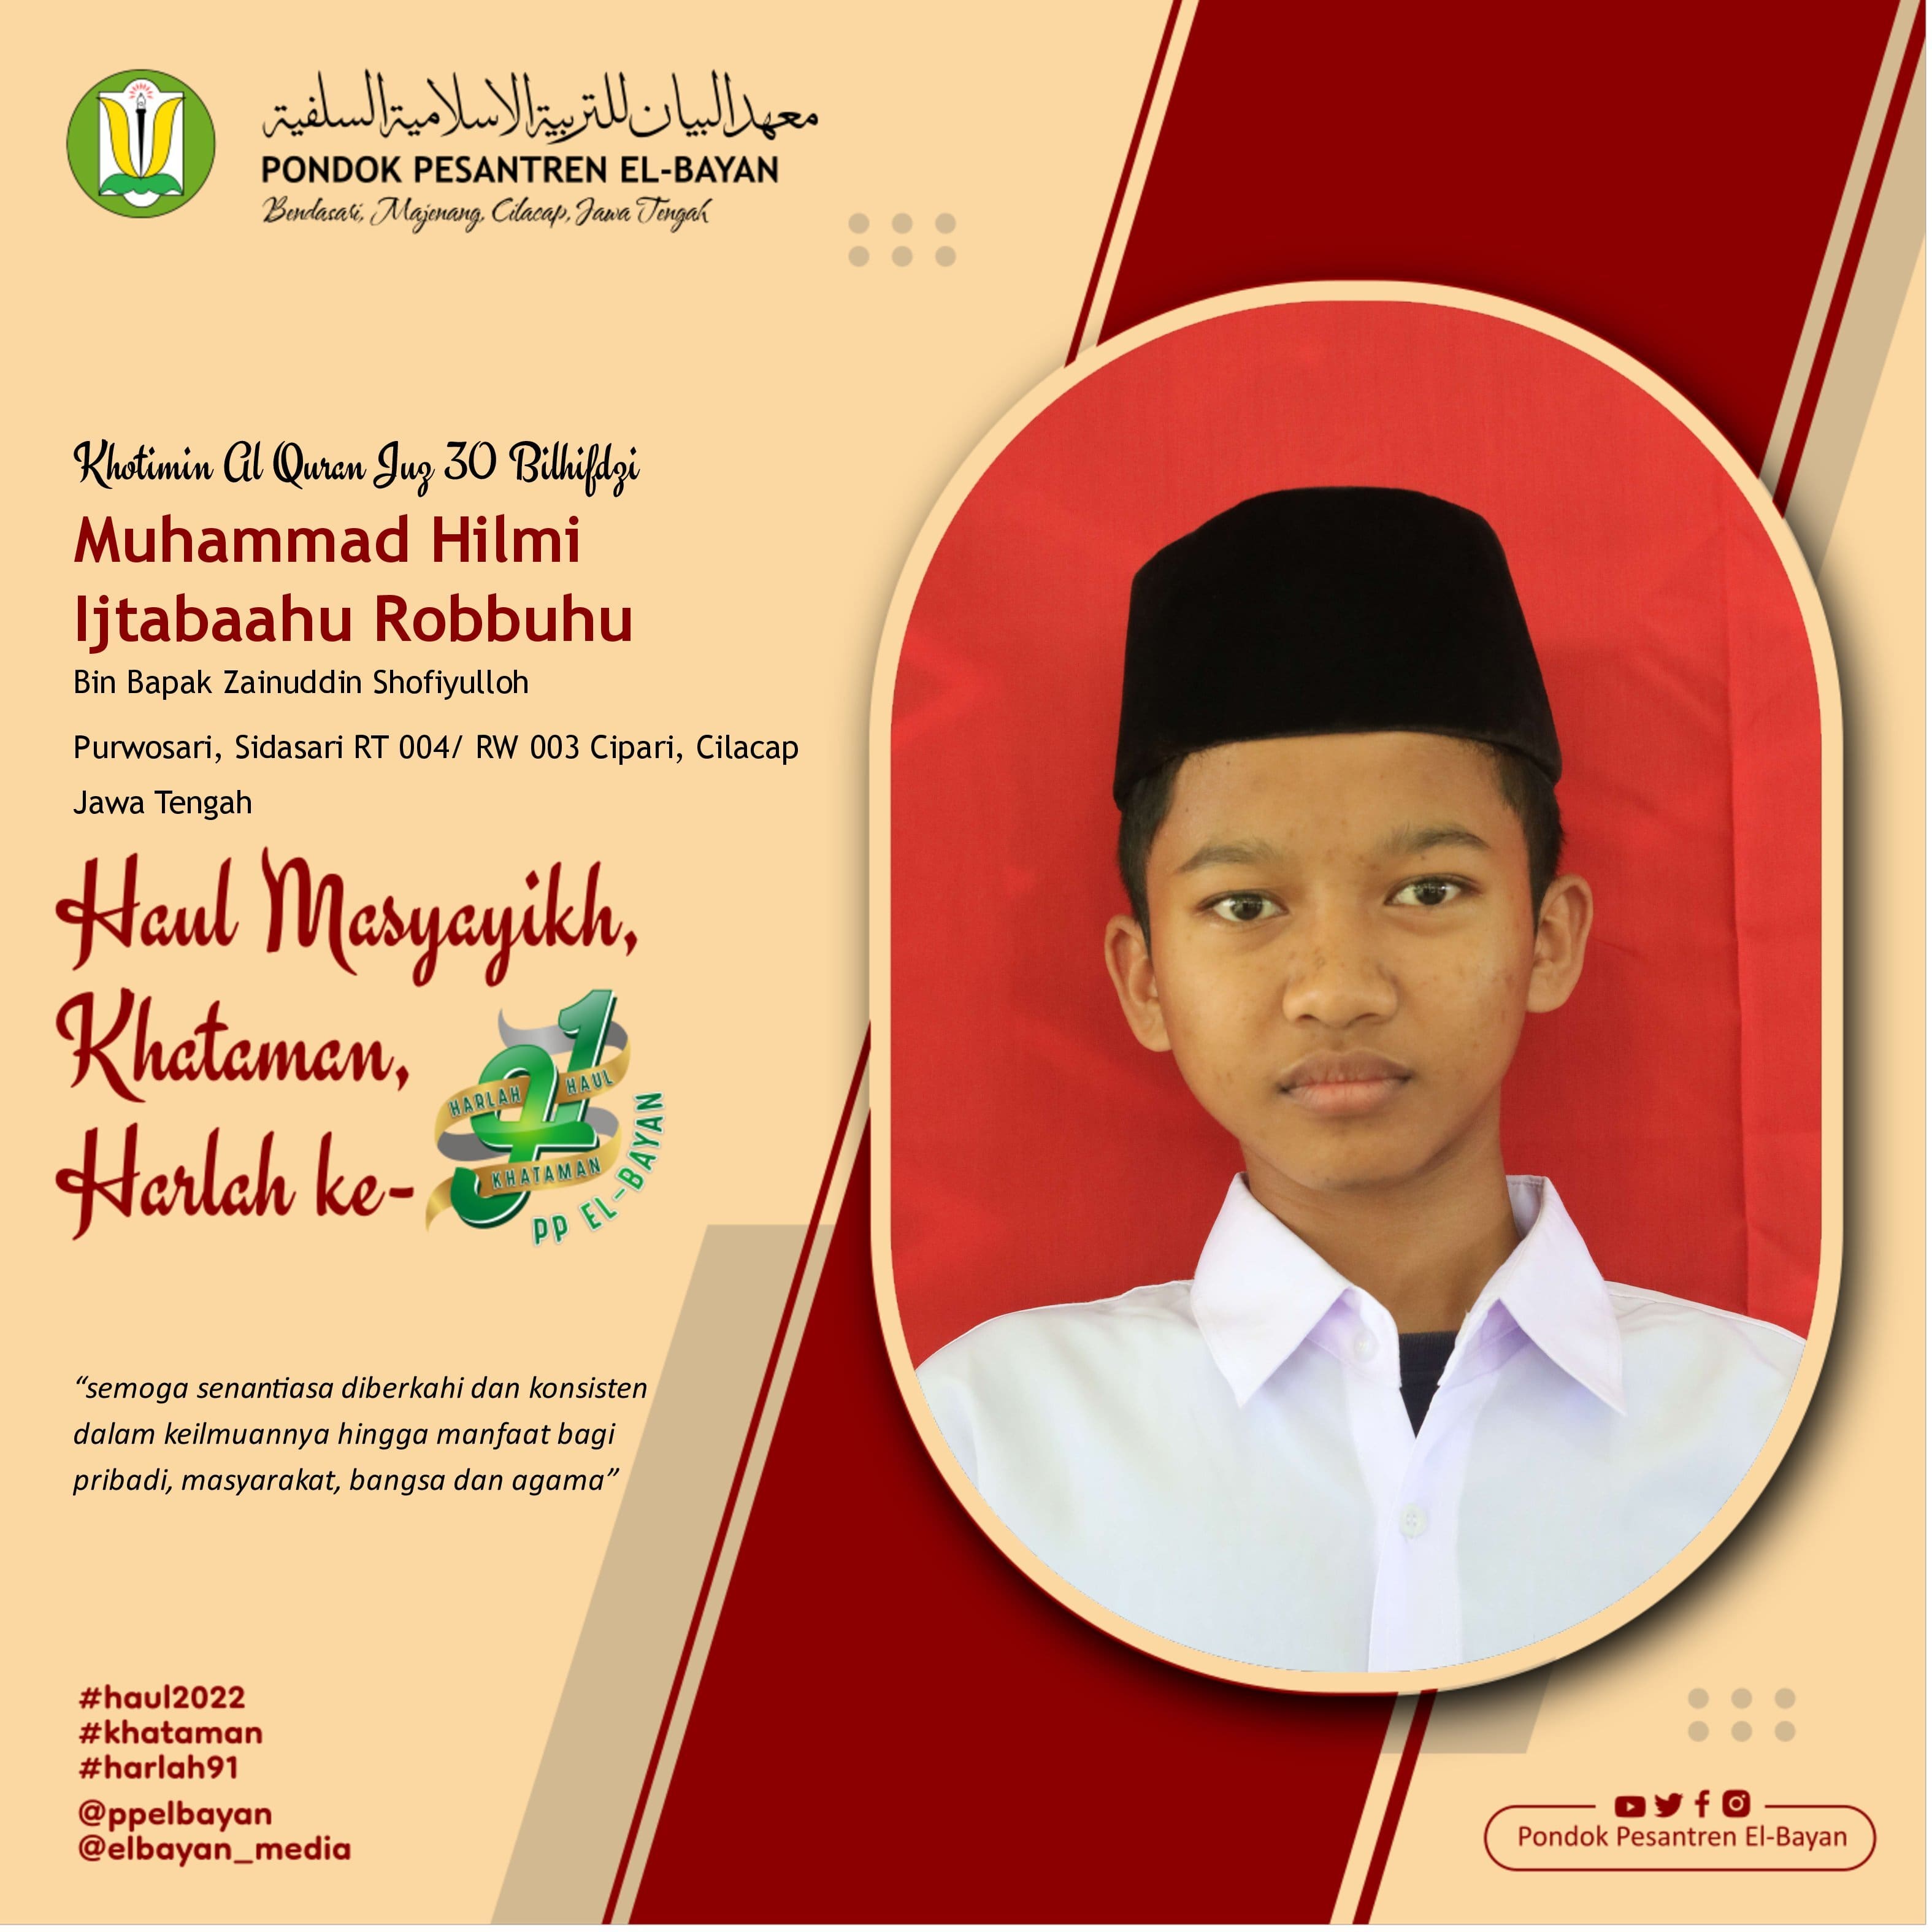 معهد البيان للتربية الاسلامية السلفية
PONDOK PESANTREN EL-BAYAN
Bendasari, Majenang, Cilacap, Jawa Tengah
Khotimin Al Quran Juz 30 Bilhifdzi
Muhammad Hilmi
Ijtabaahu Robbuhu
Bin Bapak Zainuddin Shofiyulloh
Purwosari, Sidasari RT 004/ RW 003 Cipari, Cilacap
Jawa Tengah
Haul Masyayikh,
Khataman,
Harlah ke-
91
HARLAH HAUL
KHATAMAN
PP EL-BAYAN
“semoga senantiasa diberkahi dan konsisten
dalam keilmuannya hingga manfaat bagi
pribadi, masyarakat, bangsa dan agama”
#haul2022
#khataman
#harlah91
@ppelbayan
@elbayan_media
Pondok Pesantren El-Bayan